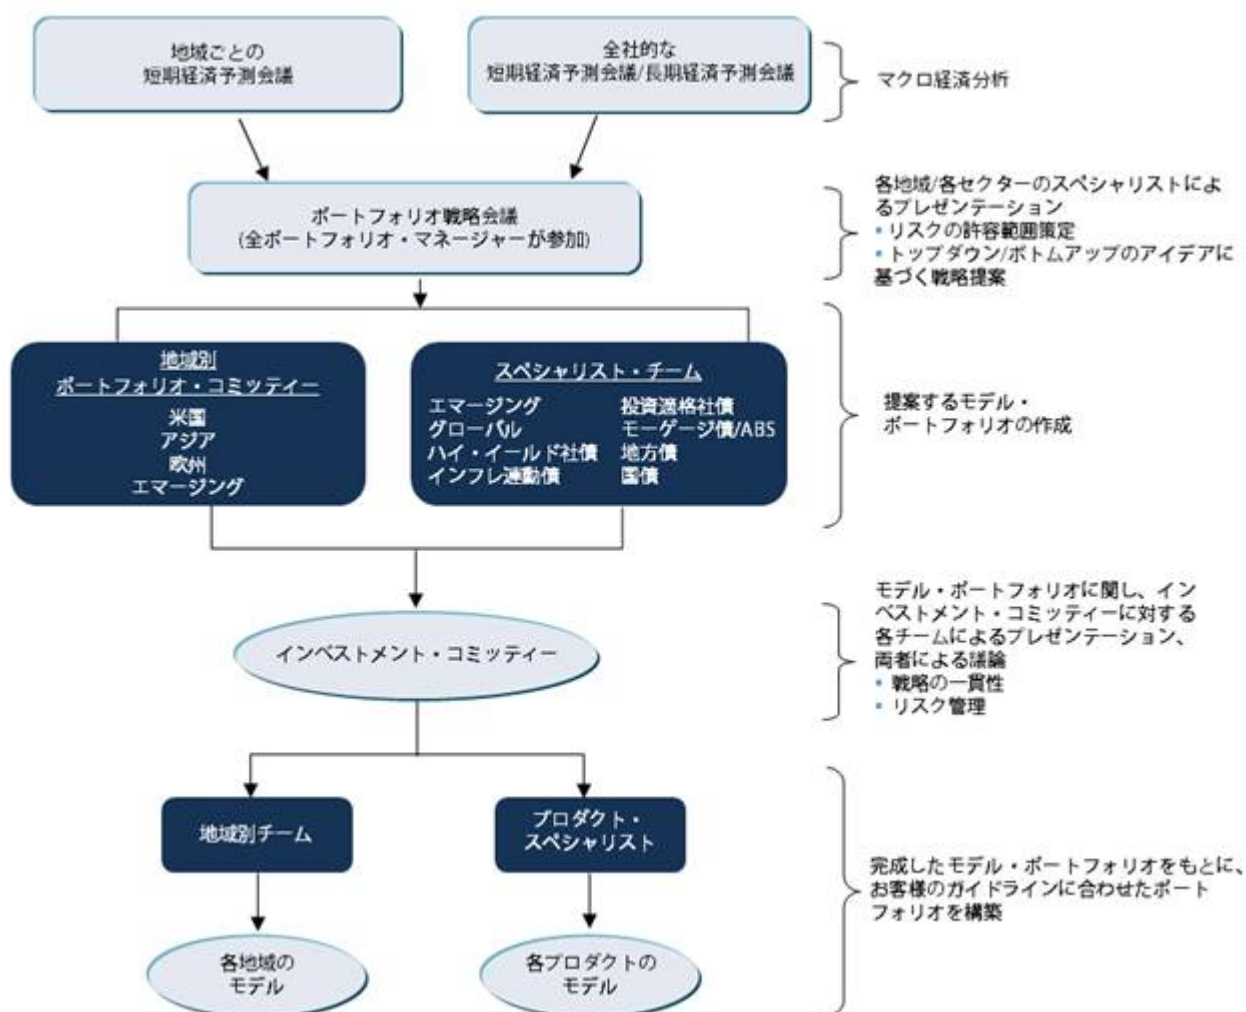 地域ごとの
短期経済予測会議
全社的な
短期経済予測会議/長期経済予測会議
マクロ経済分析
ポートフォリオ戦略会議
(全ポートフォリオ・マネージャーが参加)
各地域/各セクターのスペシャリストによ
るプレゼンテーション
▪ リスクの許容範囲策定
▪ トップダウン/ボトムアップのアイデアに
基づく戦略提案
地域別
ポートフォリオ・コミッティー
米国
アジア
欧州
エマージング
スペシャリスト・チーム
エマージング 投資適格社債
グローバル モーゲージ債/ABS
ハイ・イールド社債 地方債
インフレ連動債 国債
提案するモデル・
ポートフォリオの作成
インベストメント・コミッティー
モデル・ポートフォリオに関し、イン
ベストメント・コミッティーに対する
各チームによるプレゼンテーション、
両者による議論
▪ 戦略の一貫性
▪ リスク管理
地域別チーム
プロダクト・
スペシャリスト
完成したモデル・ポートフォリオをもとに、
お客様のガイドラインに合わせたポート
フォリオを構築
各地域の
モデル
各プロダクトの
モデル